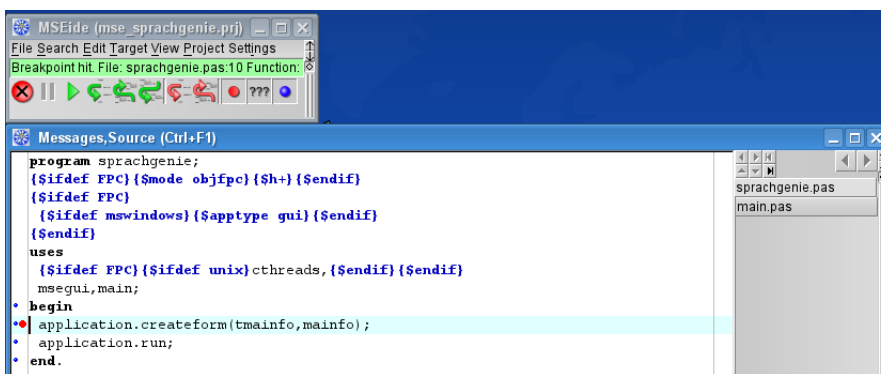 MSEide (mse_sprachgenie.prj)
File Search Edit Target View Project Settings
Breakpoint hit. File: sprachgenie.pas:10 Function:
???
Messages,Source (Ctrl+F1)
program sprachgenie;
{$ifdef FPC}{$mode objfpc}{$h+}{$endif}
{$ifdef FPC}
{$ifdef mswindows}{$apptype gui}{$endif}
{$endif}
uses
{$ifdef FPC}{$ifdef unix}cthreads,{$endif}{$endif}
msegui,main;
begin
application.createform(tmainfo,mainfo);
application.run;
end.
sprachgenie.pas
main.pas